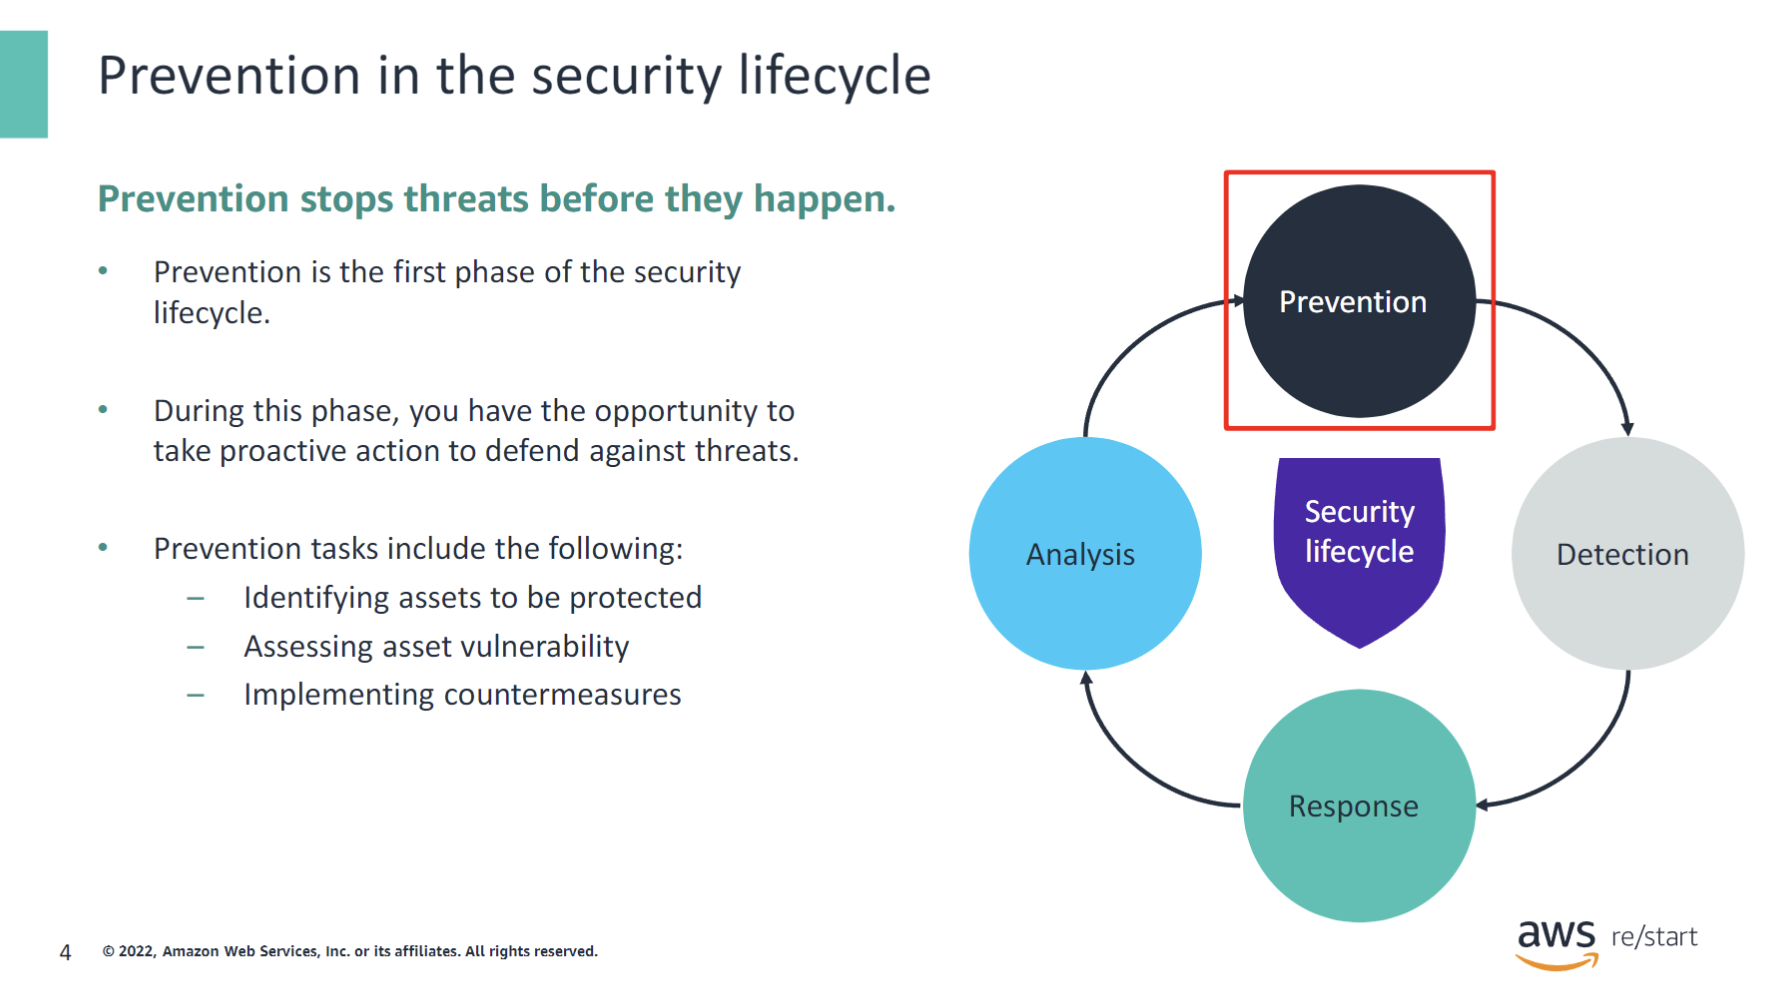 Prevention in the security lifecycle
Prevention stops threats before they happen.
• Prevention is the first phase of the security
lifecycle.
• During this phase, you have the opportunity to
take proactive action to defend against threats.
• Prevention tasks include the following:
– Identifying assets to be protected
– Assessing asset vulnerability
– Implementing countermeasures
Prevention
Analysis
Security
lifecycle
Detection
Response
4
© 2022, Amazon Web Services, Inc. or its affiliates. All rights reserved.
aws re/start